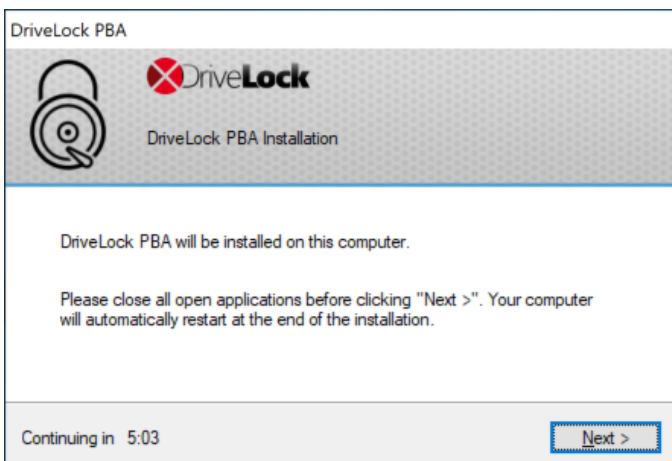 DriveLock PBA
DriveLock
DriveLock PBA Installation
DriveLock PBA will be installed on this computer.
Please close all open applications before clicking "Next >". Your computer
will automatically restart at the end of the installation.
Continuing in 5:03
Next >